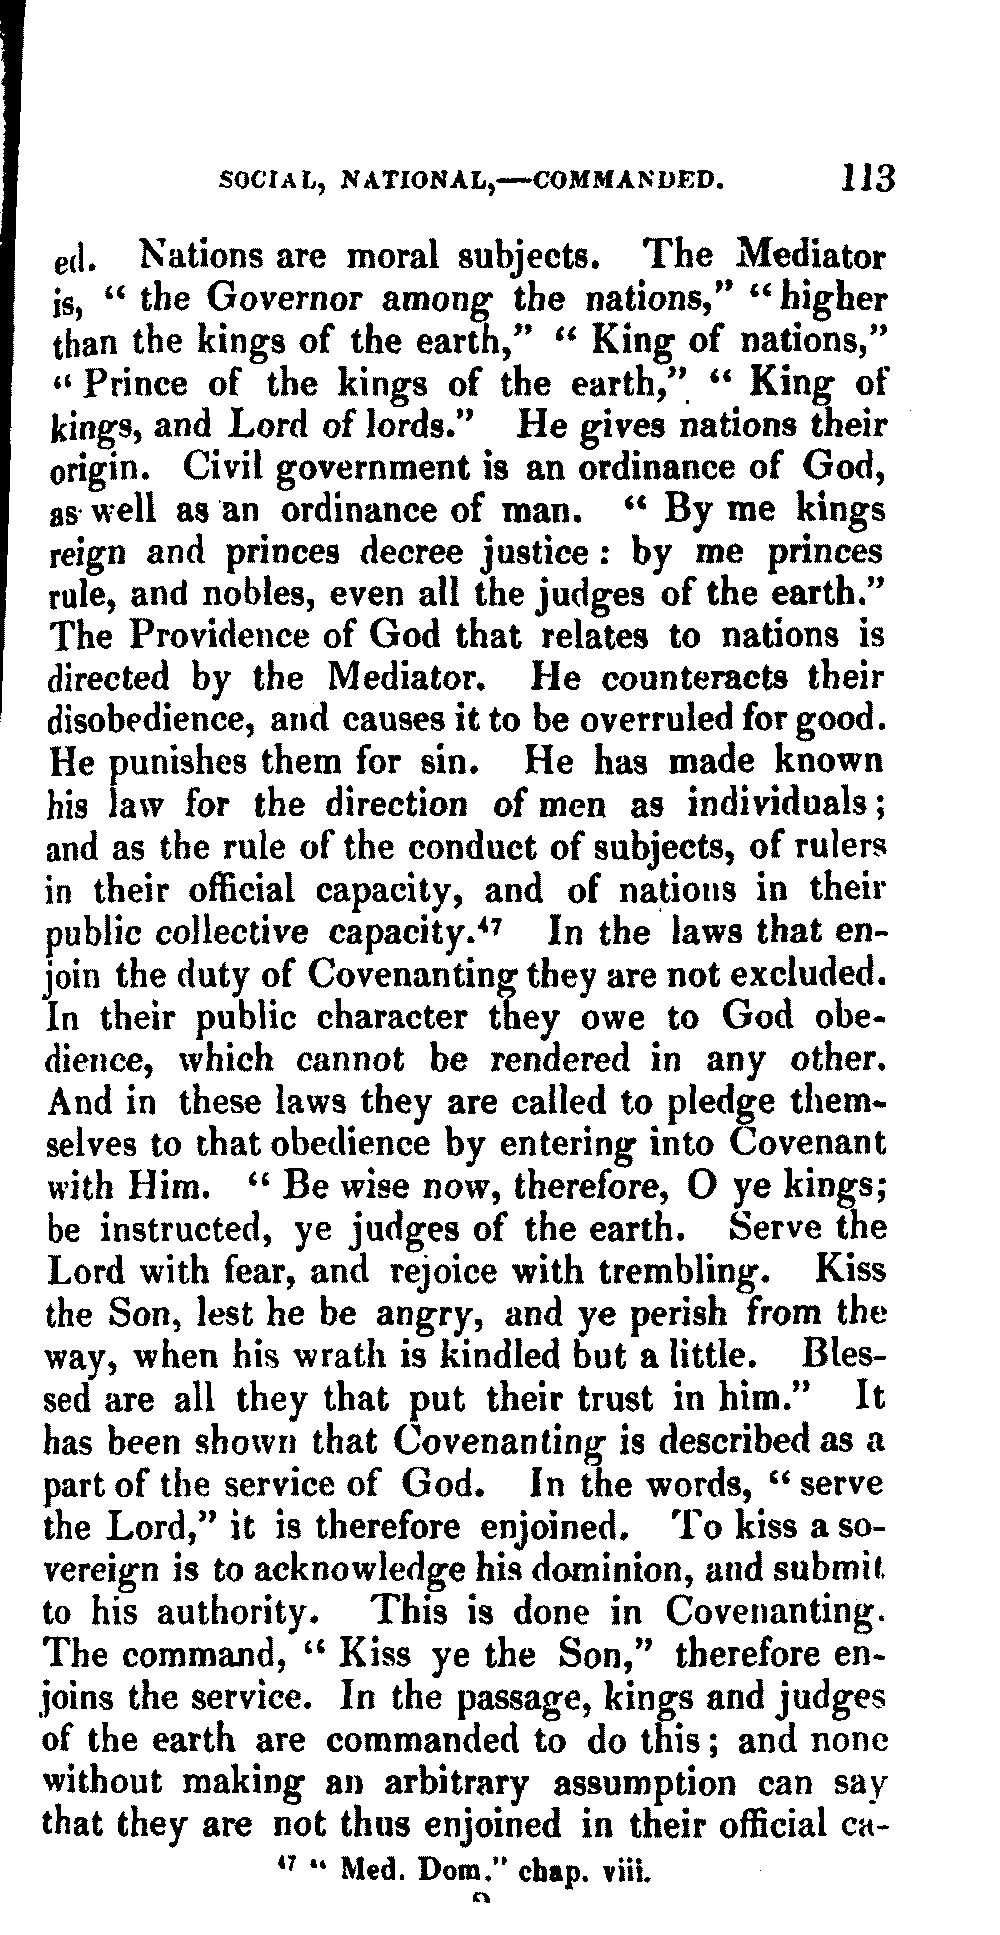 SOCIAL, NATIONAL,—COMMANDED. 113
ed. Nations are moral subjects. The Mediator
is, “ the Governor among the nations,” “ higher
than the kings of the earth,” “ King of nations,”
“ Prince of the kings of the earth,” “ King of
kings, and Lord of lords.” He gives nations their
origin. Civil government is an ordinance of God,
as well as an ordinance of man. “ By me kings
reign and princes decree justice : by me princes
rule, and nobles, even all the judges of the earth.”
The Providence of God that relates to nations is
directed by the Mediator. He counteracts their
disobedience, and causes it to be overruled for good.
He punishes them for sin. He has made known
his law for the direction of men as individuals ;
and as the rule of the conduct of subjects, of rulers
in their official capacity, and of nations in their
public collective capacity.⁴⁷ In the laws that en-
join the duty of Covenanting they are not excluded.
In their public character they owe to God obe-
dience, which cannot be rendered in any other.
And in these laws they are called to pledge them-
selves to that obedience by entering into Covenant
with Him. “ Be wise now, therefore, O ye kings;
be instructed, ye judges of the earth. Serve the
Lord with fear, and rejoice with trembling. Kiss
the Son, lest he be angry, and ye perish from the
way, when his wrath is kindled but a little. Bles-
sed are all they that put their trust in him.” It
has been shown that Covenanting is described as a
part of the service of God. In the words, “ serve
the Lord,” it is therefore enjoined. To kiss a so-
vereign is to acknowledge his dominion, and submit
to his authority. This is done in Covenanting.
The command, “ Kiss ye the Son,” therefore en-
joins the service. In the passage, kings and judges
of the earth are commanded to do this ; and none
without making an arbitrary assumption can say
that they are not thus enjoined in their official ca-
⁴⁷ “ Med. Dom.” chap. viii.